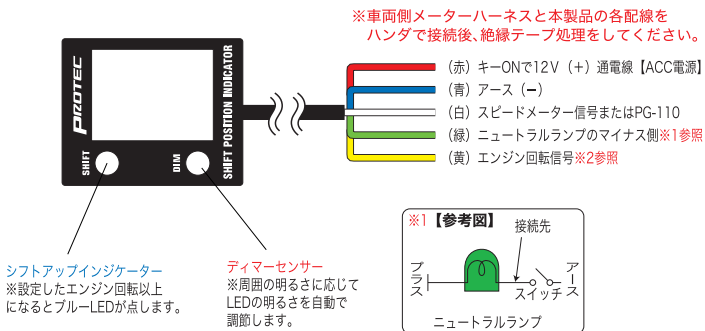 ※車両側メーターハーネスと本製品の各配線を
ハンダで接続後、絶縁テープ処理をしてください。
PROTEC
SHIFT POSITION INDICATOR
SHIFT
DIM
（赤）キーONで12V（+）通電線【ACC電源】
（青）アース（−）
（白）スピードメーター信号またはPG-110
（緑）ニュートラルランプのマイナス側※1参照
（黄）エンジン回転信号※2参照
シフトアップインジケーター
※設定したエンジン回転以上
になるとブルーLEDが点します。
ディマーセンサー
※周囲の明るさに応じて
LEDの明るさを自動で
調節します。
※1【参考図】
接続先
プラス
スイッチ
アース
ニュートラルランプ